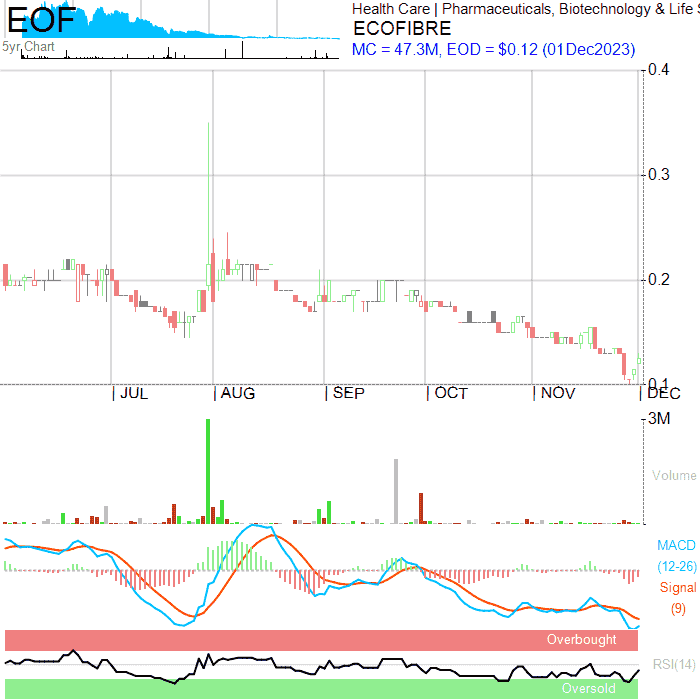 EOF
5yr Chart
Health Care | Pharmaceuticals, Biotechnology & Life S
ECOFIBRE
MC = 47.3M, EOD = $0.12 (01Dec2023)
0.4
0.3
0.2
0.1
JUL
AUG
SEP
OCT
NOV
DEC
3M
Volume
MACD
(12-26)
Signal
(9)
Overbought
RSI(14)
Oversold